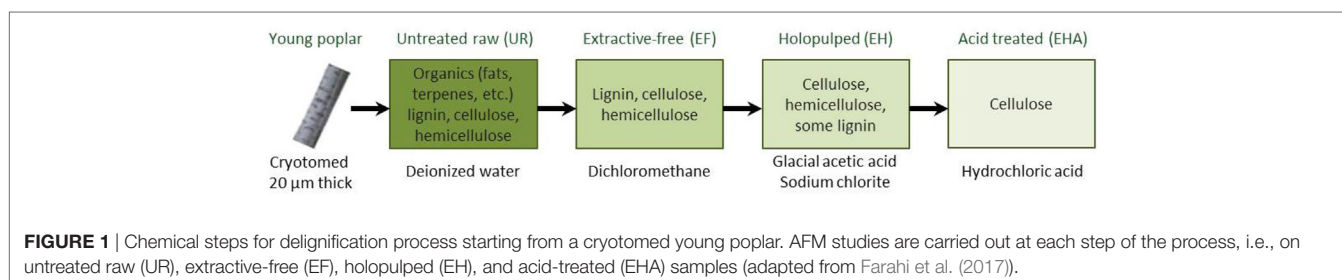 Young poplar
Untreated raw (UR)
Extractive-free (EF)
Holopulped (EH)
Acid treated (EHA)
Organics (fats,
terpenes, etc.)
lignin, cellulose,
hemicellulose
Lignin, cellulose,
hemicellulose
Cellulose,
hemicellulose,
some lignin
Cellulose
Cryotomed
20 µm thick
Deionized water
Dichloromethane
Glacial acetic acid
Sodium chlorite
Hydrochloric acid
FIGURE 1 | Chemical steps for delignification process starting from a cryotomed young poplar. AFM studies are carried out at each step of the process, i.e., on
untreated raw (UR), extractive-free (EF), holopulped (EH), and acid-treated (EHA) samples (adapted from Farahi et al. (2017)).